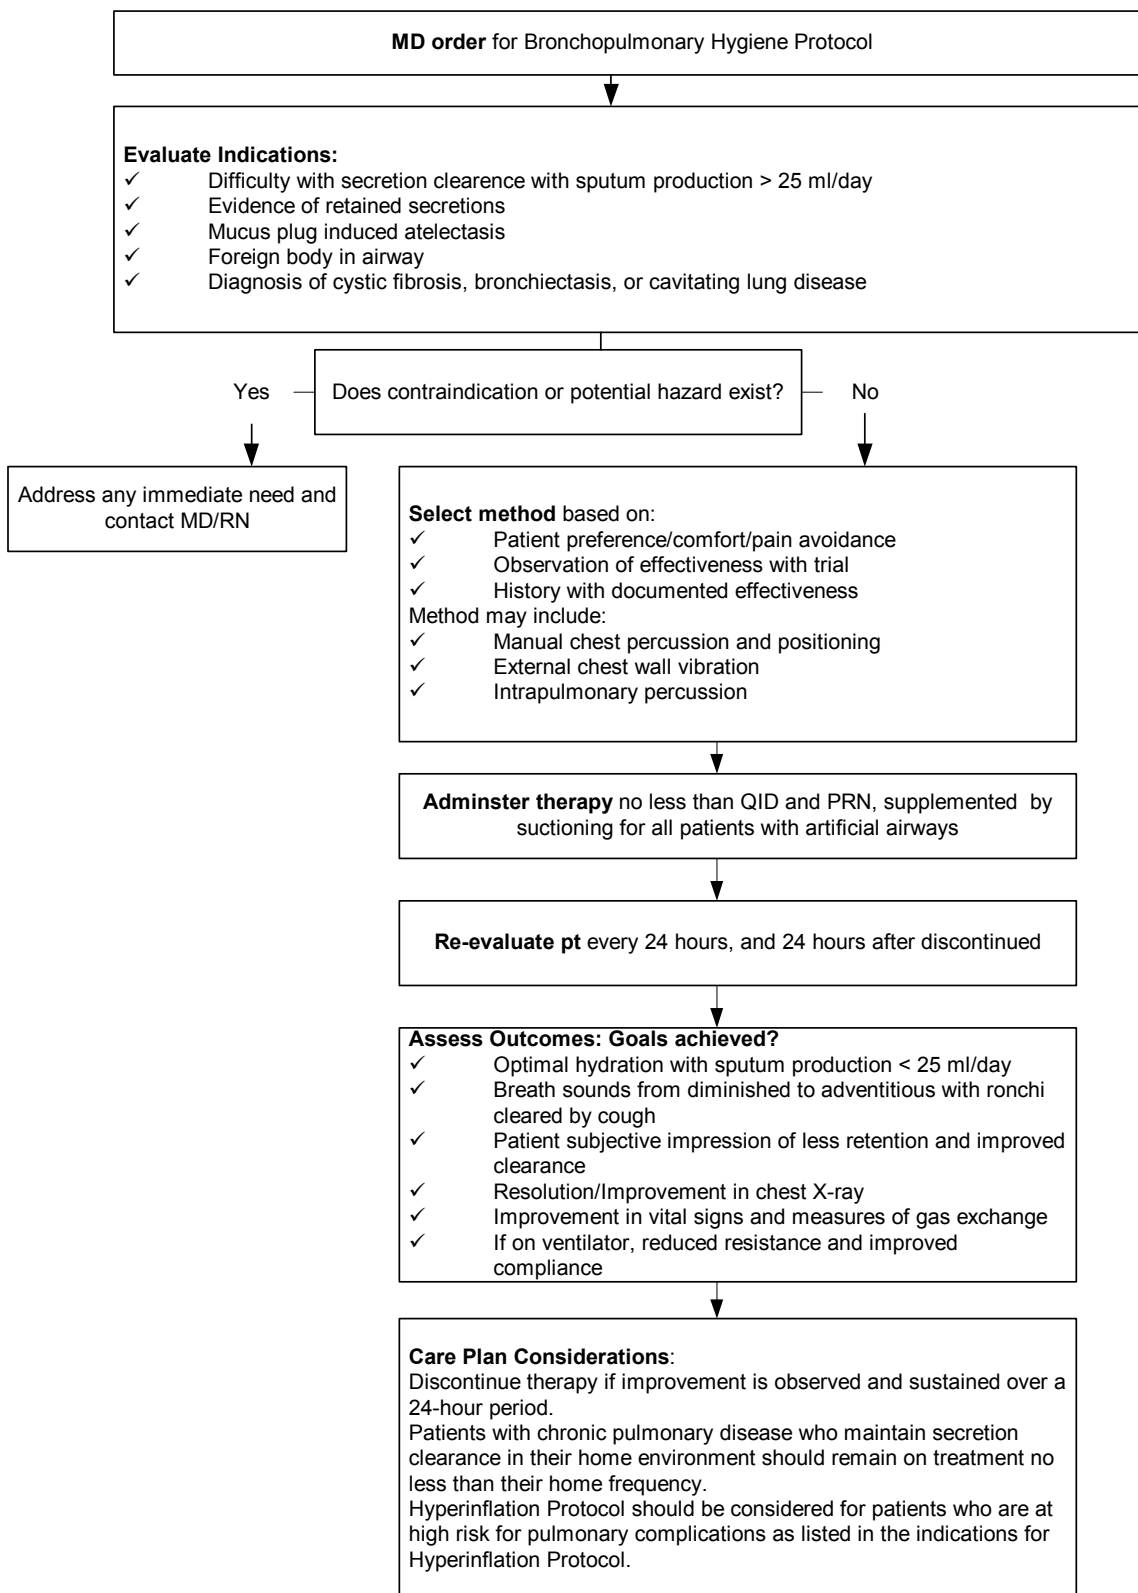 MD order for Bronchopulmonary Hygiene Protocol
Evaluate Indications:
✓ Difficulty with secretion clearence with sputum production > 25 ml/day
✓ Evidence of retained secretions
✓ Mucus plug induced atelectasis
✓ Foreign body in airway
✓ Diagnosis of cystic fibrosis, bronchiectasis, or cavitating lung disease
Does contraindication or potential hazard exist?
Yes
No
Address any immediate need and
contact MD/RN
Select method based on:
✓ Patient preference/comfort/pain avoidance
✓ Observation of effectiveness with trial
✓ History with documented effectiveness
Method may include:
✓ Manual chest percussion and positioning
✓ External chest wall vibration
✓ Intrapulmonary percussion
Adminster therapy no less than QID and PRN, supplemented by
suctioning for all patients with artificial airways
Re-evaluate pt every 24 hours, and 24 hours after discontinued
Assess Outcomes: Goals achieved?
✓ Optimal hydration with sputum production < 25 ml/day
✓ Breath sounds from diminished to adventitious with ronchi
cleared by cough
✓ Patient subjective impression of less retention and improved
clearance
✓ Resolution/Improvement in chest X-ray
✓ Improvement in vital signs and measures of gas exchange
✓ If on ventilator, reduced resistance and improved
compliance
Care Plan Considerations:
Discontinue therapy if improvement is observed and sustained over a
24-hour period.
Patients with chronic pulmonary disease who maintain secretion
clearance in their home environment should remain on treatment no
less than their home frequency.
Hyperinflation Protocol should be considered for patients who are at
high risk for pulmonary complications as listed in the indications for
Hyperinflation Protocol.